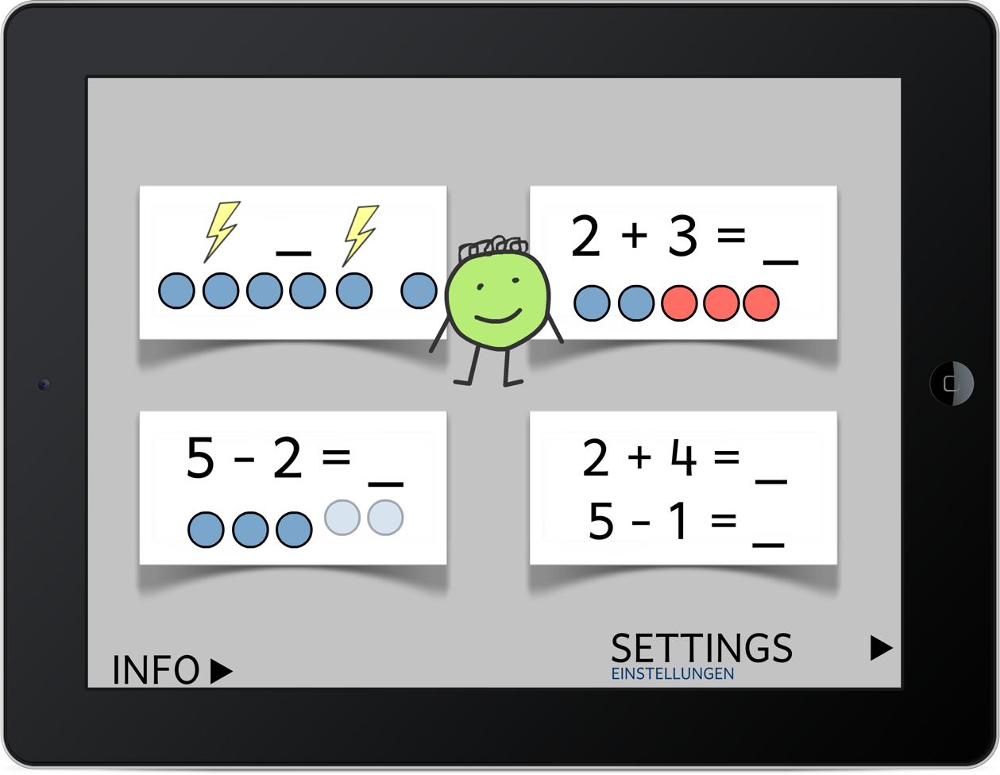 _
2 + 3 = _
5 - 2 = _
2 + 4 = _
5 - 1 = _
INFO
SETTINGS
EINSTELLUNGEN